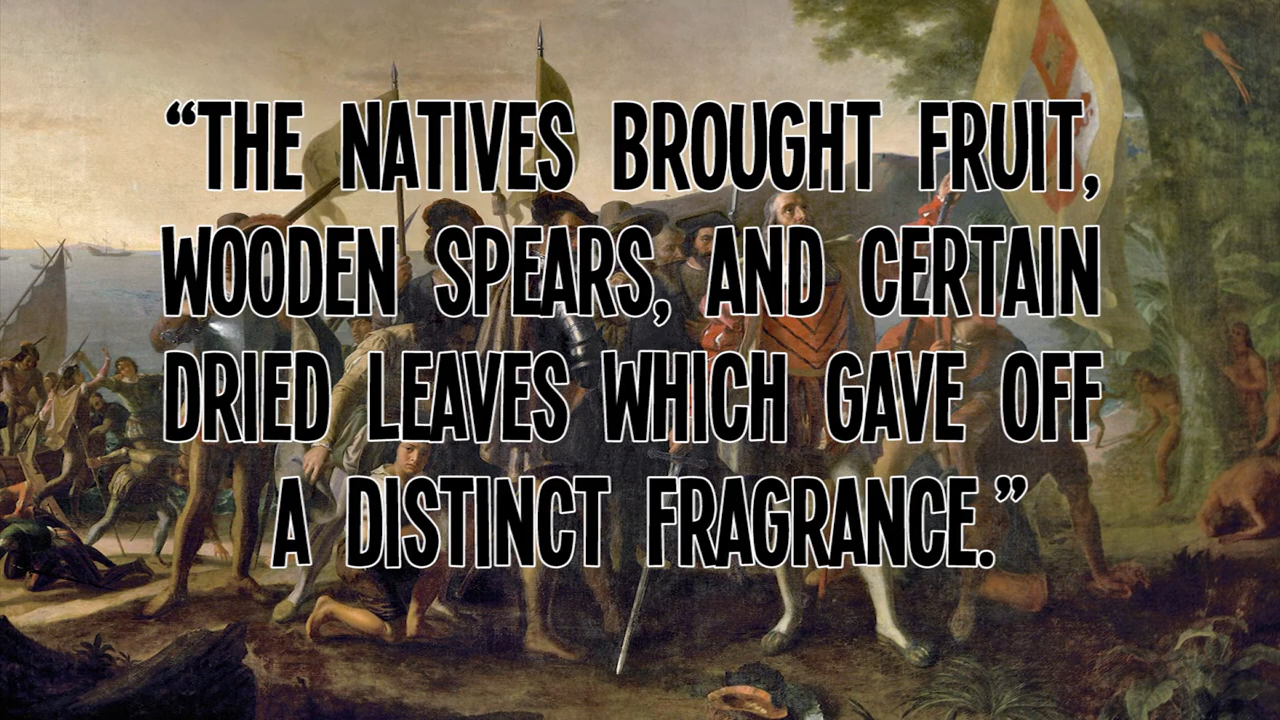 “THE NATIVES BROUGHT FRUIT,
WOODEN SPEARS, AND CERTAIN
DRIED LEAVES WHICH GAVE OFF
A DISTINCT FRAGRANCE.”